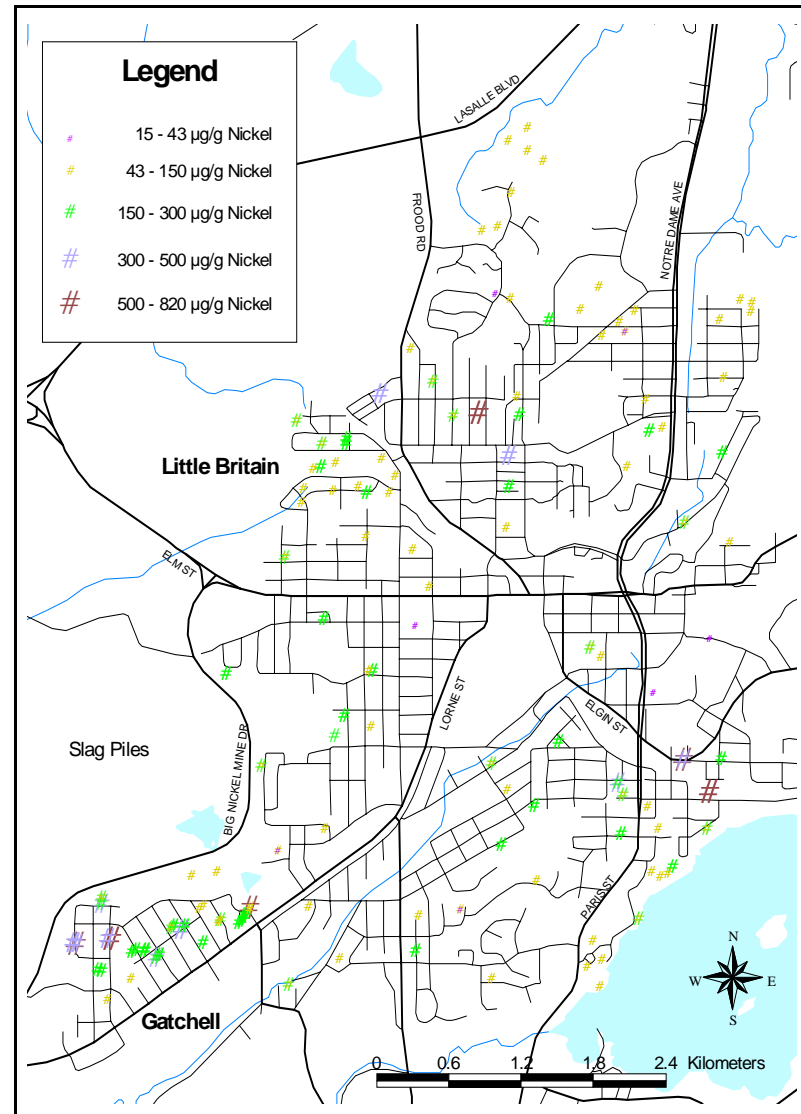 Legend
# 15 - 43 µg/g Nickel
# 43 - 150 µg/g Nickel
# 150 - 300 µg/g Nickel
# 300 - 500 µg/g Nickel
# 500 - 820 µg/g Nickel
LASALLE BLVD
FROOD RD
NOTRE DAME AVE
Little Britain
ELM ST
LORNE ST
ELGIN ST
Slag Piles
BIG NICKEL MINE DR
PARIS ST
Gatchell
N
W E
S
0 0.6 1.2 1.8 2.4 Kilometers